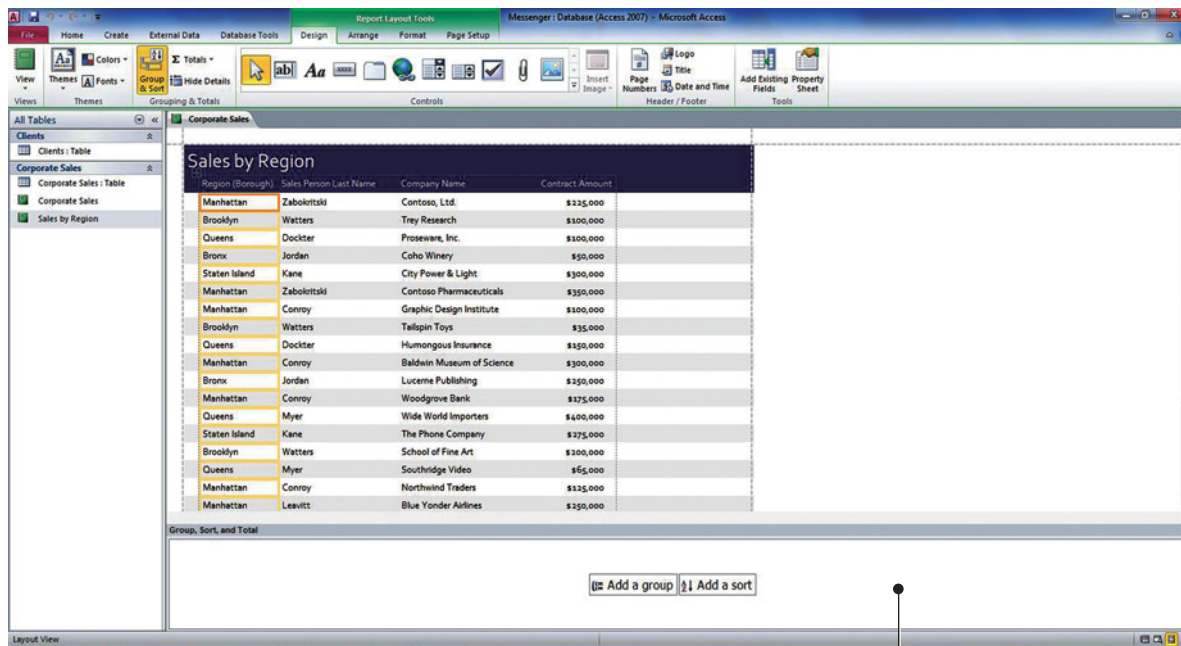 Report Layout Tools
Messenger : Database (Access 2007) - Microsoft Access
File Home Create External Data Database Tools Design Arrange Format Page Setup
View
Themes
Colors
Fonts
Group & Sort
Σ Totals
Hide Details
Aa
Insert Image
Page Numbers
Logo
Title
Date and Time
Add Existing Fields
Property Sheet
Views Themes Grouping & Totals Controls Header / Footer Tools
All Tables
Clients
Clients : Table
Corporate Sales
Corporate Sales : Table
Corporate Sales
Sales by Region
Corporate Sales
Sales by Region
Region (Borough) Sales Person Last Name Company Name Contract Amount
Manhattan Zabokritski Contoso, Ltd. $225,000
Brooklyn Watters Trey Research $100,000
Queens Dockter Proseware, Inc. $100,000
Bronx Jordan Coho Winery $50,000
Staten Island Kane City Power & Light $300,000
Manhattan Zabokritski Contoso Pharmaceuticals $350,000
Manhattan Conroy Graphic Design Institute $100,000
Brooklyn Watters Tailspin Toys $35,000
Queens Dockter Humongous Insurance $150,000
Manhattan Conroy Baldwin Museum of Science $300,000
Bronx Jordan Lucerne Publishing $250,000
Manhattan Conroy Woodgrove Bank $175,000
Queens Myer Wide World Importers $400,000
Staten Island Kane The Phone Company $275,000
Brooklyn Watters School of Fine Art $200,000
Queens Myer Southridge Video $65,000
Manhattan Conroy Northwind Traders $125,000
Manhattan Leavitt Blue Yonder Airlines $250,000
Group, Sort, and Total
Add a group Add a sort
Layout View